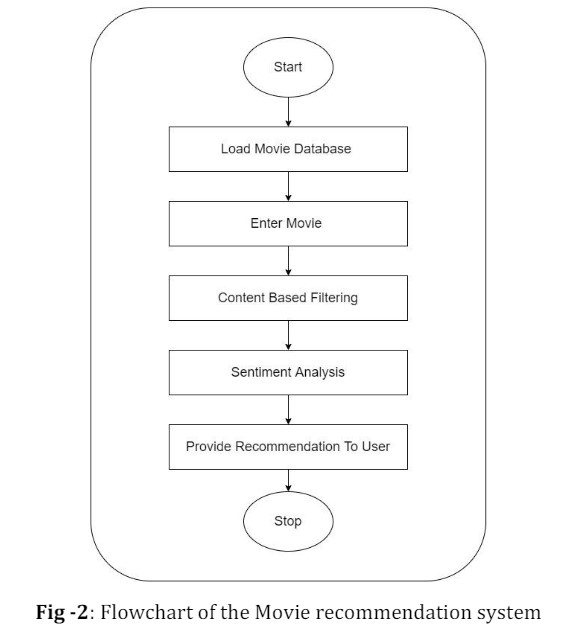 Start
Load Movie Database
Enter Movie
Content Based Filtering
Sentiment Analysis
Provide Recommendation To User
Stop
Fig -2: Flowchart of the Movie recommendation system